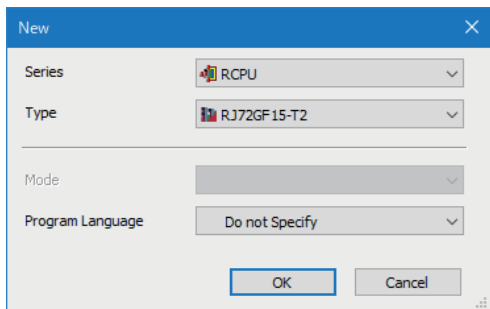 New
Series
RCPU
Type
RJ72GF15-T2
Mode
Program Language
Do not Specify
OK
Cancel